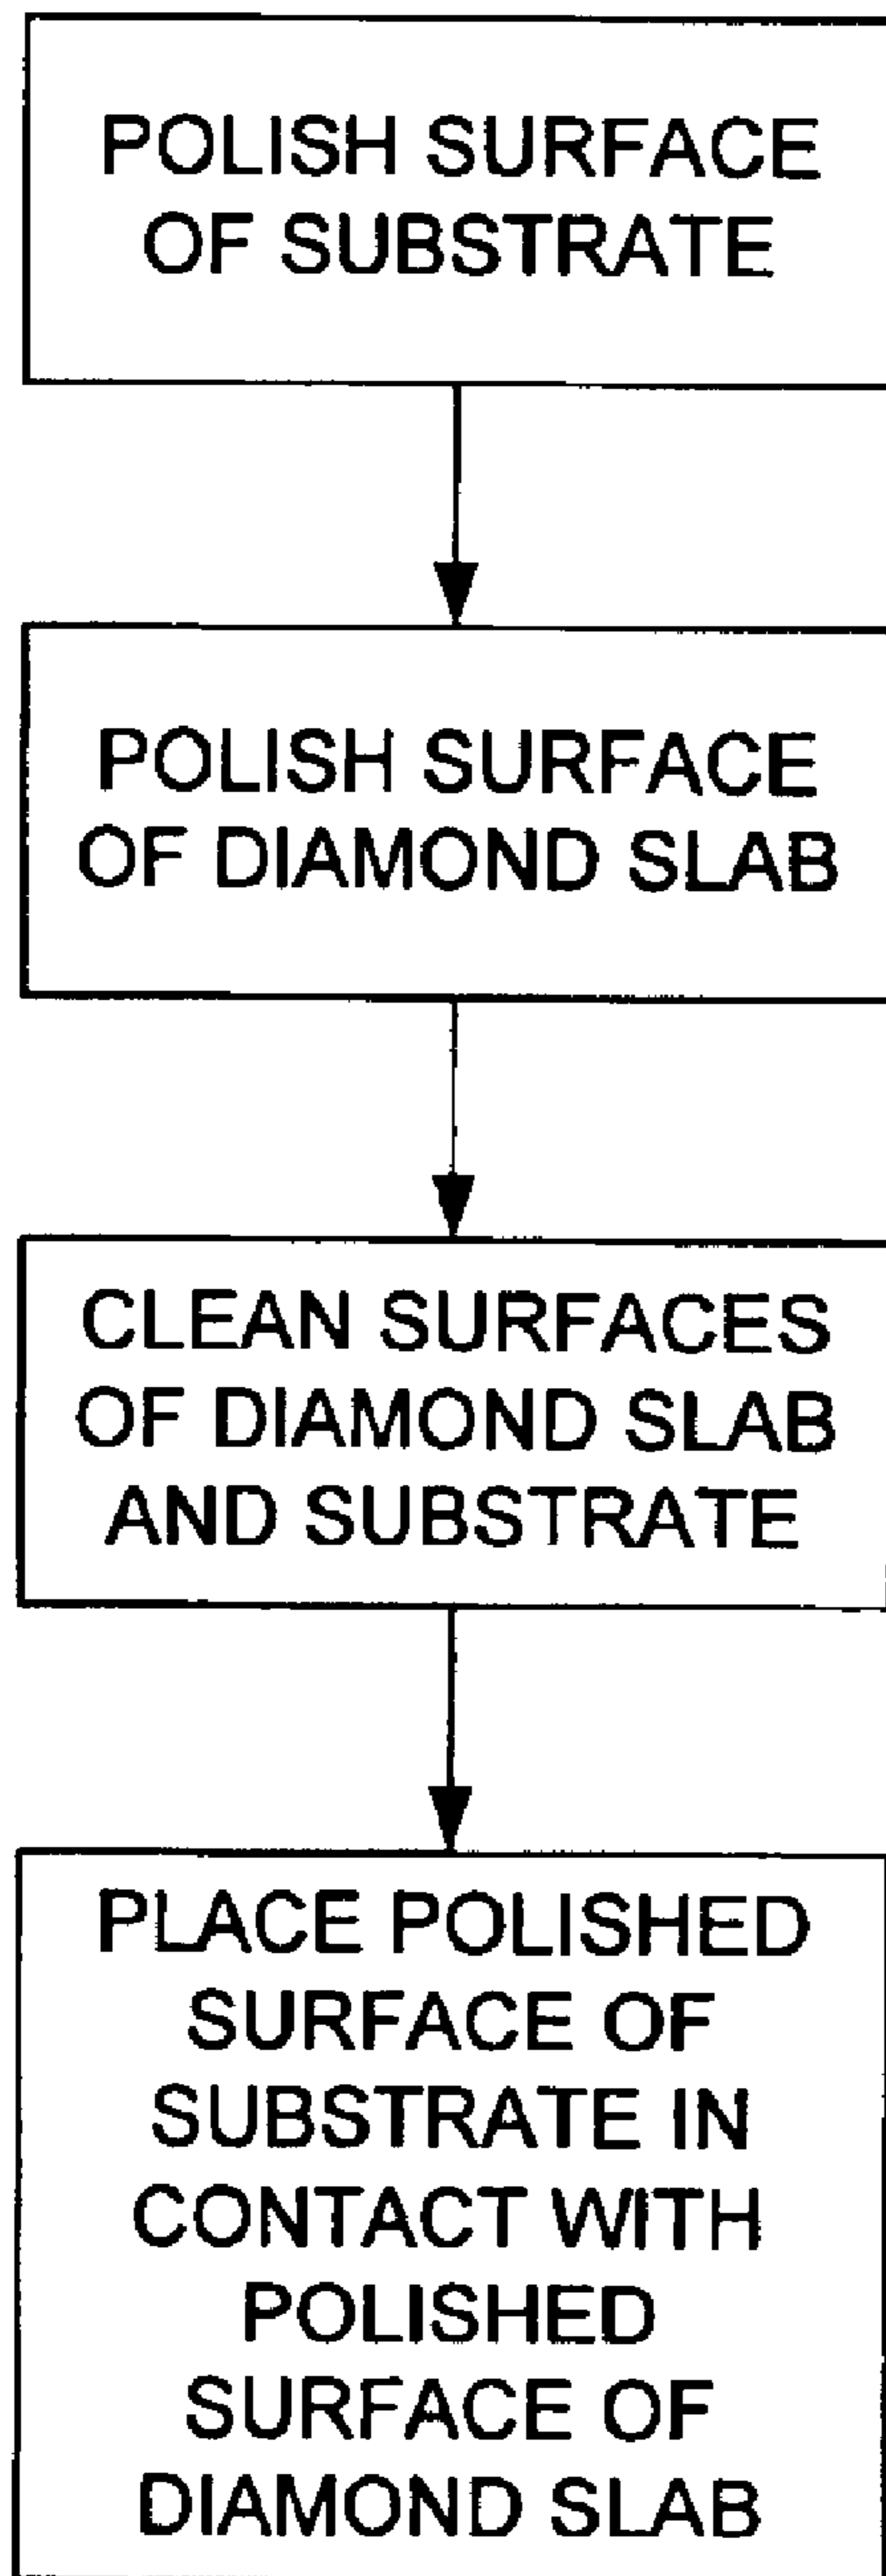 POLISH SURFACE
OF SUBSTRATE
POLISH SURFACE
OF DIAMOND SLAB
CLEAN SURFACES
OF DIAMOND SLAB
AND SUBSTRATE
PLACE POLISHED
SURFACE OF
SUBSTRATE IN
CONTACT WITH
POLISHED
SURFACE OF
DIAMOND SLAB